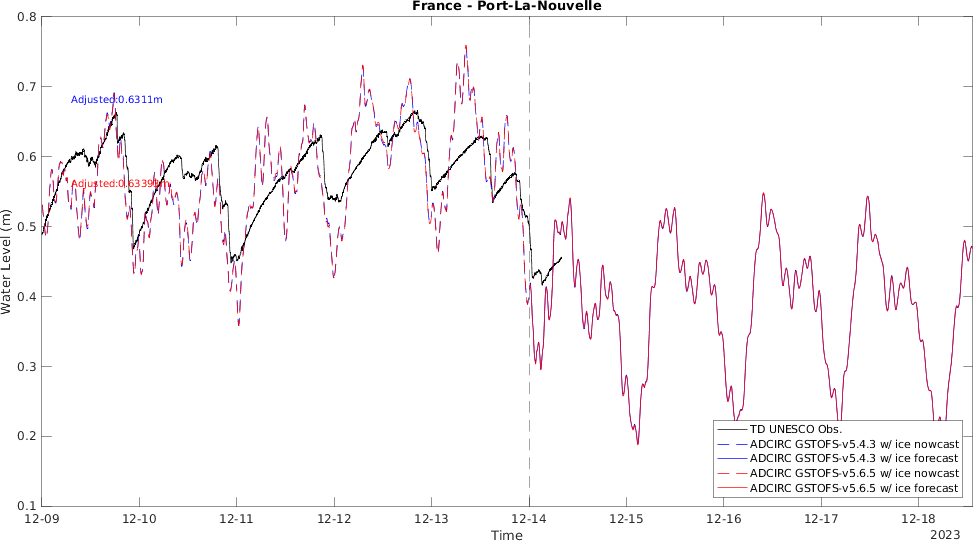 France - Port-La-Nouvelle
0.8
0.7
0.6
0.5
0.4
0.3
0.2
0.1
Water Level (m)
Adjusted:0.6311m
TD UNESCO Obs.
ADCIRC GSTOFS-v5.4.3 w/ ice nowcast
ADCIRC GSTOFS-v5.4.3 w/ ice forecast
ADCIRC GSTOFS-v5.6.5 w/ ice nowcast
ADCIRC GSTOFS-v5.6.5 w/ ice forecast
12-09 12-10 12-11 12-12 12-13 12-14 12-15 12-16 12-17 12-18
Time
2023